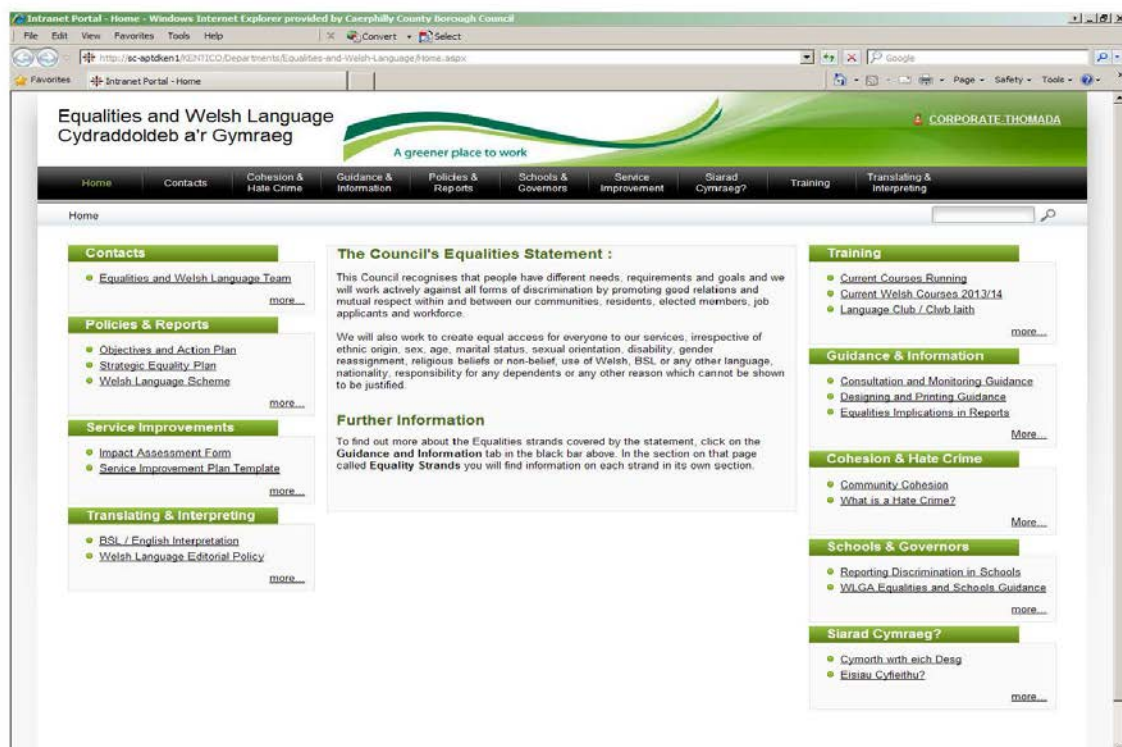 Intranet Portal - Home - Windows Internet Explorer provided by Caerphilly County Borough Council
File Edit View Favorites Tools Help
Convert Select
http://sc-aptdken1/KENTICO/Departments/Equalities-and-Welsh-Language/Home.aspx
Google
Favorites
Intranet Portal - Home
Page Safety Tools
Equalities and Welsh Language
Cydraddoldeb a'r Gymraeg
A greener place to work
CORPORATE\THOMADA
Home
Contacts
Cohesion &
Hate Crime
Guidance &
Information
Policies &
Reports
Schools &
Governors
Service
Improvement
Siarad
Cymraeg?
Training
Translating &
Interpreting
Home
Contacts
Equalities and Welsh Language Team
more...
Policies & Reports
Objectives and Action Plan
Strategic Equality Plan
Welsh Language Scheme
more...
Service Improvements
Impact Assessment Form
Service Improvement Plan Template
more...
Translating & Interpreting
BSL / English Interpretation
Welsh Language Editorial Policy
more...
The Council's Equalities Statement :
This Council recognises that people have different needs, requirements and goals and we
will work actively against all forms of discrimination by promoting good relations and
mutual respect within and between our communities, residents, elected members, job
applicants and workforce.
We will also work to create equal access for everyone to our services, irrespective of
ethnic origin, sex, age, marital status, sexual orientation, disability, gender
reassignment, religious beliefs or non-belief, use of Welsh, BSL or any other language,
nationality, responsibility for any dependents or any other reason which cannot be shown
to be justified.
Further Information
To find out more about the Equalities strands covered by the statement, click on the
Guidance and Information tab in the black bar above. In the section on that page
called Equality Strands you will find information on each strand in its own section.
Training
Current Courses Running
Current Welsh Courses 2013/14
Language Club / Clwb Iaith
more...
Guidance & Information
Consultation and Monitoring Guidance
Designing and Printing Guidance
Equalities Implications in Reports
More...
Cohesion & Hate Crime
Community Cohesion
What is a Hate Crime?
More...
Schools & Governors
Reporting Discrimination in Schools
WLGA Equalities and Schools Guidance
more...
Siarad Cymraeg?
Cymorth wrth eich Desg
Eisiau Cyfieithu?
more...